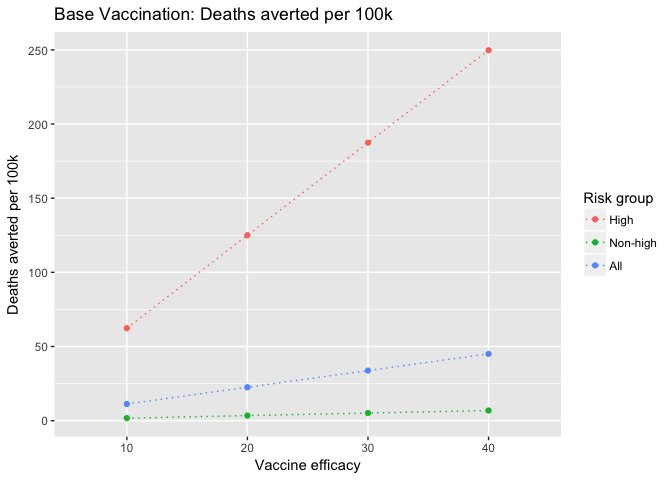 Base Vaccination: Deaths averted per 100k
Deaths averted per 100k
250
200
150
100
50
0
10 20 30 40
Vaccine efficacy
Risk group
High
Non-high
All